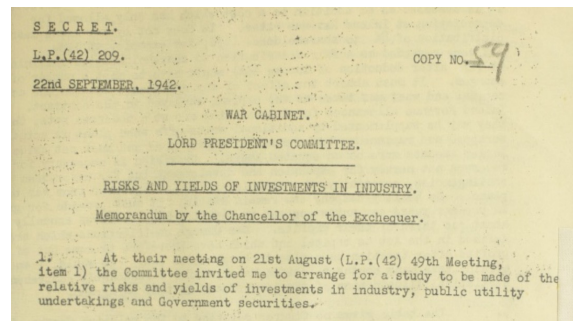 SECRET.
L.P.(42) 209.
COPY NO. 54
22nd SEPTEMBER, 1942.
WAR CABINET.
LORD PRESIDENT'S COMMITTEE.
RISKS AND YIELDS OF INVESTMENTS IN INDUSTRY.
Memorandum by the Chancellor of the Exchequer.
1. At their meeting on 21st August (L.P.(42) 49th Meeting,
item 1) the Committee invited me to arrange for a study to be made of the
relative risks and yields of investments in industry, public utility
undertakings and Government securities.